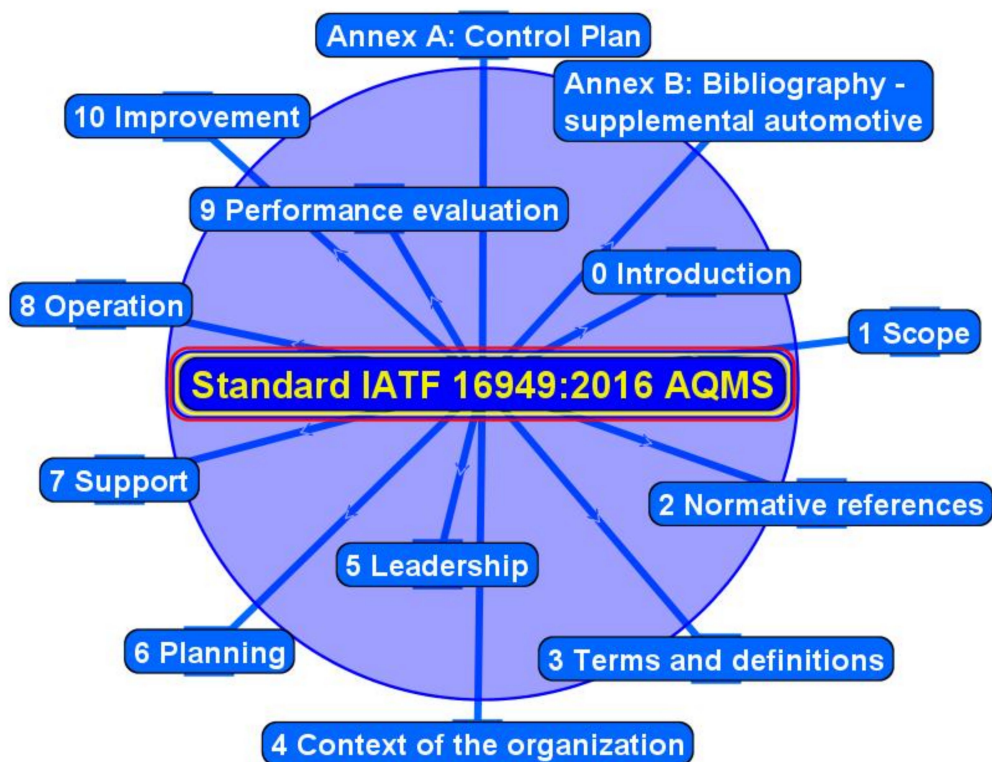 Annex A: Control Plan
Annex B: Bibliography -
supplemental automotive
10 Improvement
9 Performance evaluation
0 Introduction
8 Operation
1 Scope
Standard IATF 16949:2016 AQMS
7 Support
2 Normative references
5 Leadership
6 Planning
3 Terms and definitions
4 Context of the organization